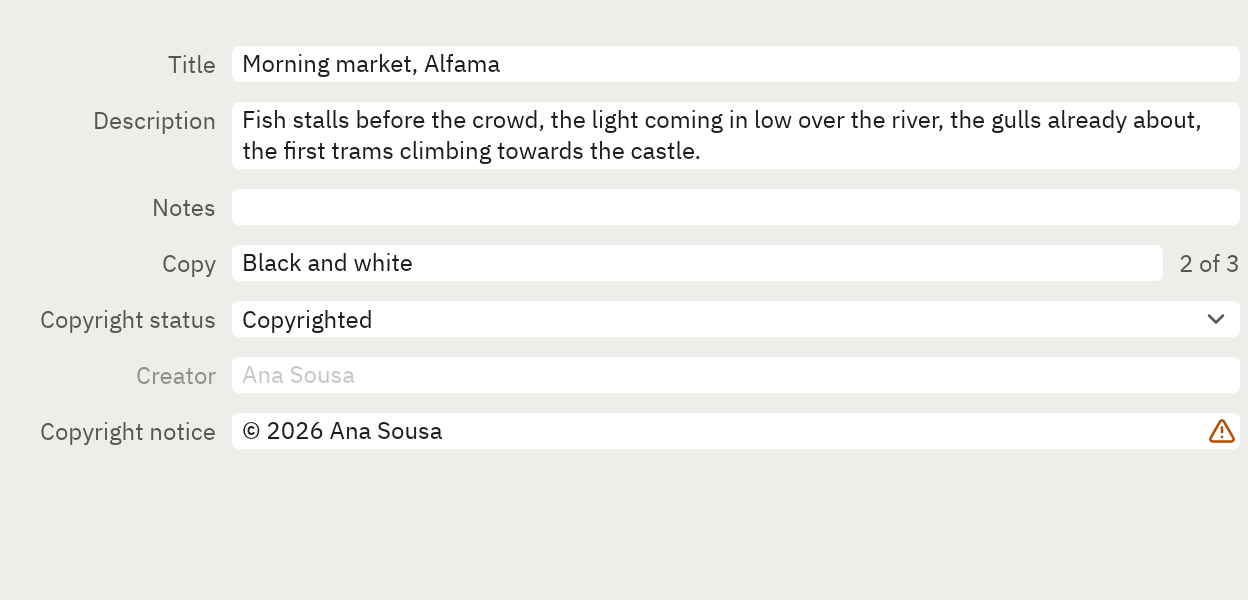 Title Morning market, Alfama
Description Fish stalls before the crowd, the light coming in low over the river, the gulls already about,
the first trams climbing towards the castle.
Notes
Copy Black and white 2 of 3
Copyright status Copyrighted
Creator Ana Sousa
Copyright notice © 2026 Ana Sousa